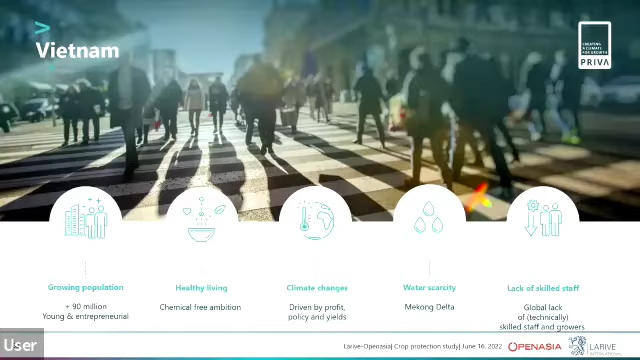 >
Vietnam
CREATING
A CLIMATE
FOR GROWTH
PRIVA
Growing population
+ 90 million
Young & entrepreneurial
Healthy living
Chemical free ambition
Climate changes
Driven by profit,
policy and yields
Water scarcity
Mekong Delta
Lack of skilled staff
Global lack
of (technically)
skilled staff and growers
User
Larive-Openasia| Crop protection study| June 16, 2022
OPENASIA
LARIVE
INTERNATIONAL